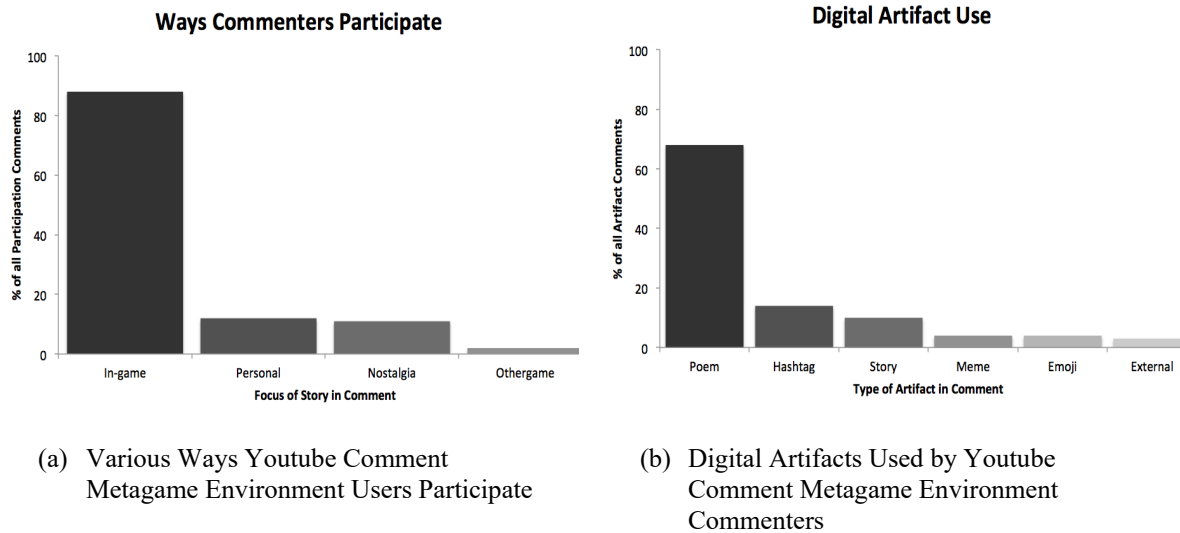 Ways Commenters Participate
% of all Participation Comments
100
80
60
40
20
0
In-game Personal Nostalgia Othergame
Focus of Story in Comment
(a) Various Ways Youtube Comment
Metagame Environment Users Participate
Digital Artifact Use
% of all Artifact Comments
100
80
60
40
20
0
Poem Hashtag Story Meme Emoji External
Type of Artifact in Comment
(b) Digital Artifacts Used by Youtube
Comment Metagame Environment
Commenters